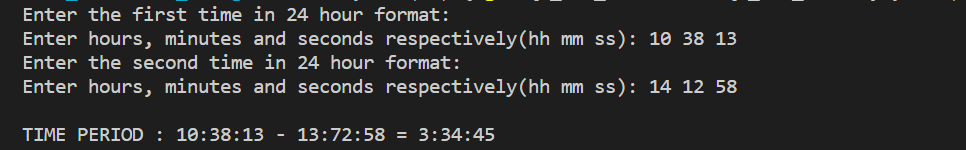 Enter the first time in 24 hour format:
Enter hours, minutes and seconds respectively(hh mm ss): 10 38 13
Enter the second time in 24 hour format:
Enter hours, minutes and seconds respectively(hh mm ss): 14 12 58
TIME PERIOD : 10:38:13 - 13:72:58 = 3:34:45